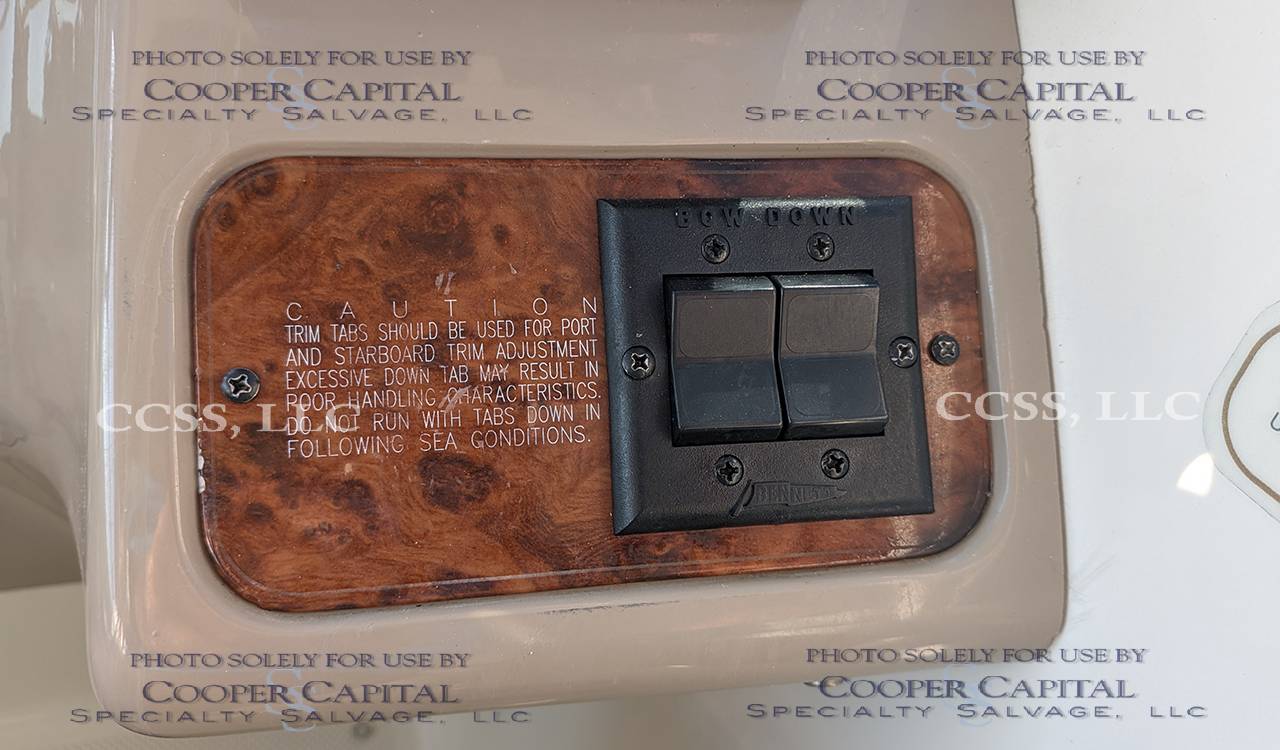 PHOTO SOLELY FOR USE BY
COOPER CAPITAL
SPECIALTY SALVAGE, LLC
PHOTO SOLELY FOR USE BY
COOPER CAPITAL
SPECIALTY SALVAGE, LLC
BOW DOWN
CAUTION
TRIM TABS SHOULD BE USED FOR PORT
AND STARBOARD TRIM ADJUSTMENT
EXCESSIVE DOWN TAB MAY RESULT IN
POOR HANDLING CHARACTERISTICS.
DO NOT RUN WITH TABS DOWN IN
FOLLOWING SEA CONDITIONS.
CCSS, LLC
CCSS, LLC
BENNETT
PHOTO SOLELY FOR USE BY
COOPER CAPITAL
SPECIALTY SALVAGE, LLC
PHOTO SOLELY FOR USE BY
COOPER CAPITAL
SPECIALTY SALVAGE, LLC